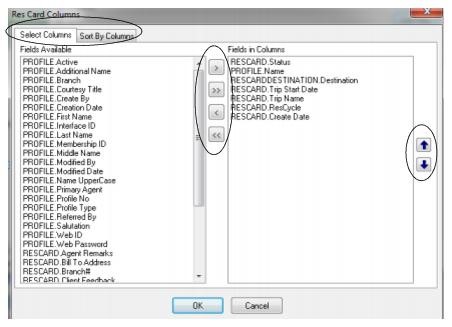 Res Card Columns
Select Columns Sort By Columns
Fields Available
PROFILE.Active
PROFILE.Additional Name
PROFILE.Branch
PROFILE.Courtesy Title
PROFILE.Create By
PROFILE.Creation Date
PROFILE.First Name
PROFILE.Interface ID
PROFILE.Last Name
PROFILE.Membership ID
PROFILE.Middle Name
PROFILE.Modified By
PROFILE.Modified Date
PROFILE.Name UpperCase
PROFILE.Primary Agent
PROFILE.Profile No
PROFILE.Profile Type
PROFILE.Referred By
PROFILE.Salutation
PROFILE.Web ID
PROFILE.Web Password
RESCARD.Agent Remarks
RESCARD.Bill To Address
RESCARD.Branch#
RESCARD.Client Feedback
>
>>
<
<<
Fields in Columns
RESCARD.Status
PROFILE.Name
RESCARDDESTINATION.Destination
RESCARD.Trip Start Date
RESCARD.Trip Name
RESCARD.ResCycle
RESCARD.Create Date
OK Cancel